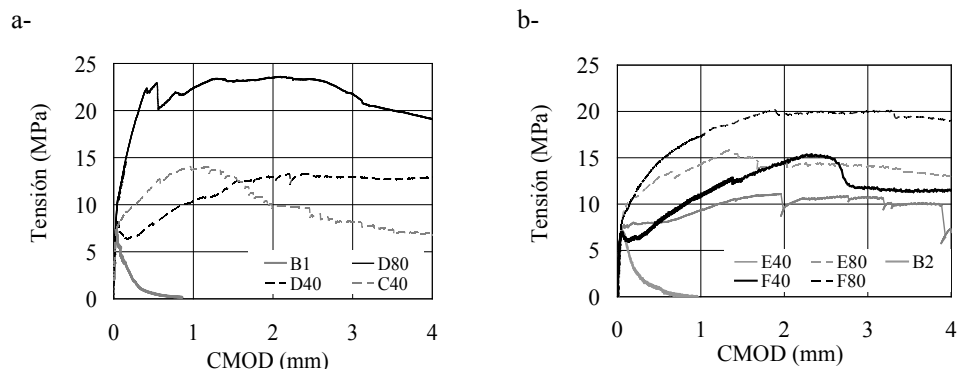 a-
b-
25
20
15
10
5
0
Tensión (MPa)
B1
D80
D40
C40
0 1 2 3 4
CMOD (mm)
25
20
15
10
5
0
Tensión (MPa)
E40
E80
B2
F40
F80
0 1 2 3 4
CMOD (mm)